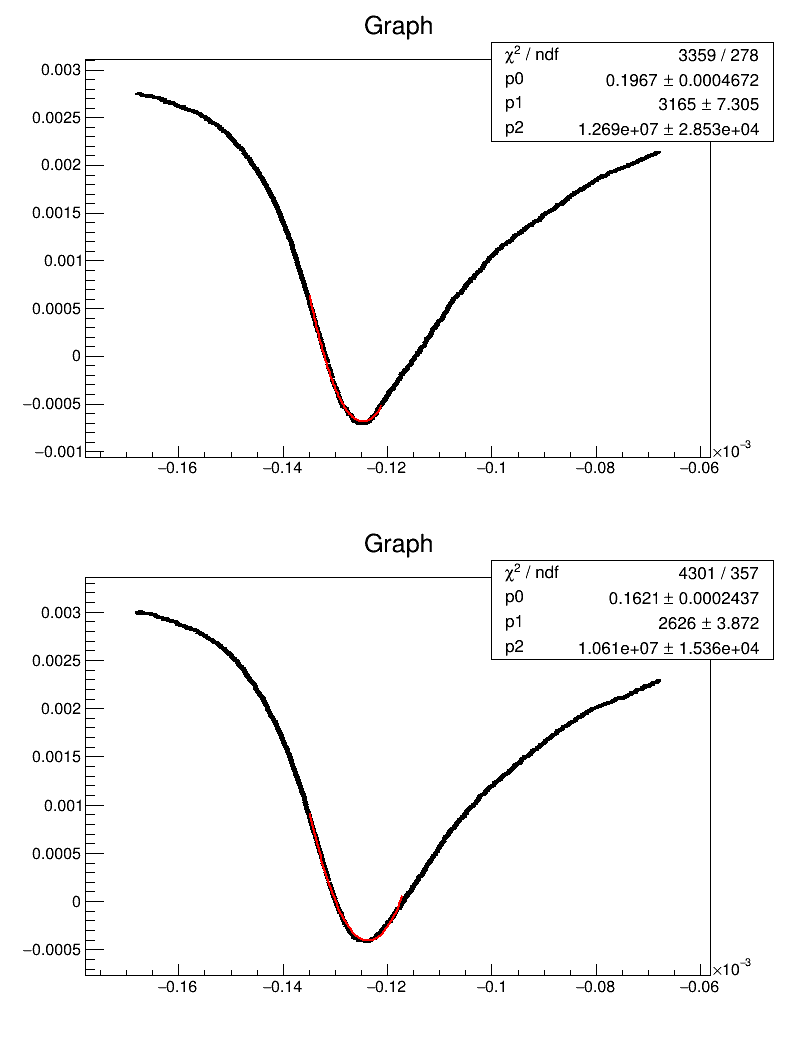 Graph
χ² / ndf 3359 / 278
p0 0.1967 ± 0.0004672
p1 3165 ± 7.305
p2 1.269e+07 ± 2.853e+04
0.003
0.0025
0.002
0.0015
0.001
0.0005
0
−0.0005
−0.001
−0.16 −0.14 −0.12 −0.1 −0.08 −0.06
×10⁻³
Graph
χ² / ndf 4301 / 357
p0 0.1621 ± 0.0002437
p1 2626 ± 3.872
p2 1.061e+07 ± 1.536e+04
0.003
0.0025
0.002
0.0015
0.001
0.0005
0
−0.0005
−0.16 −0.14 −0.12 −0.1 −0.08 −0.06
×10⁻³